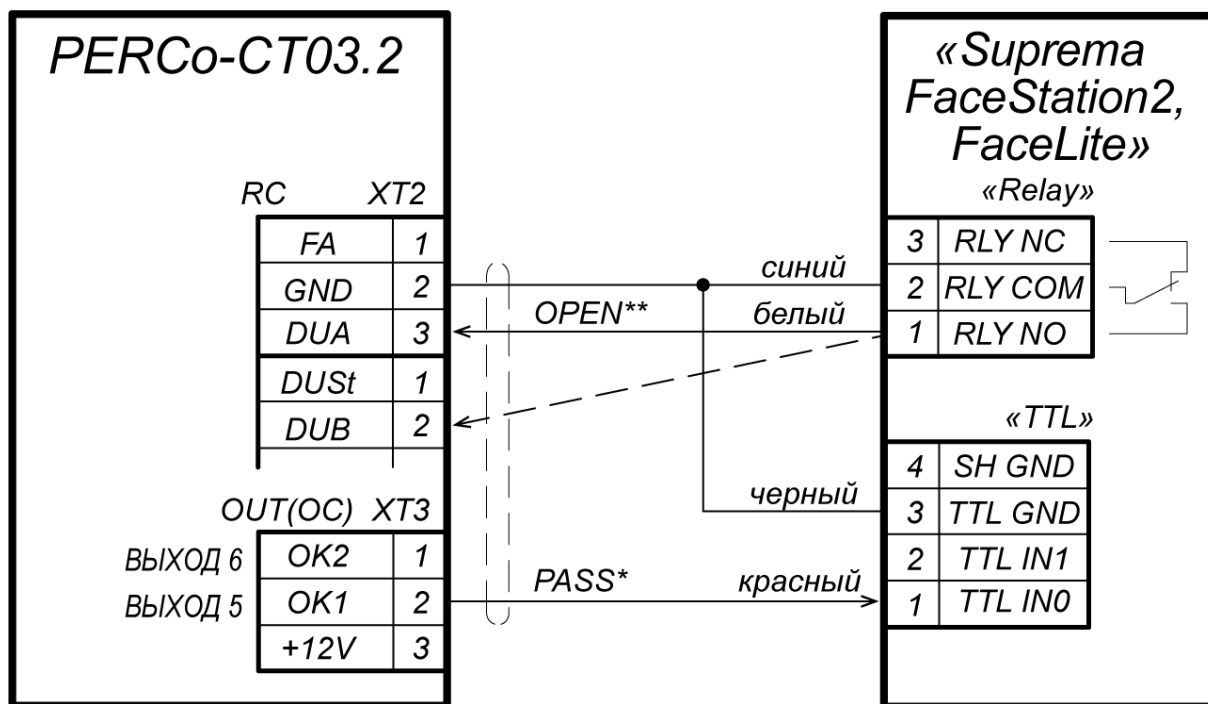 PERCo-CT03.2
RC XT2
FA 1
GND 2
DUA 3
DUSt 1
DUB 2
OUT(OC) XT3
ВЫХОД 6 OK2 1
ВЫХОД 5 OK1 2
+12V 3
синий
OPEN** белый
черный
PASS* красный
«Suprema
FaceStation2,
FaceLite»
«Relay»
3 RLY NC
2 RLY COM
1 RLY NO
«TTL»
4 SH GND
3 TTL GND
2 TTL IN1
1 TTL IN0